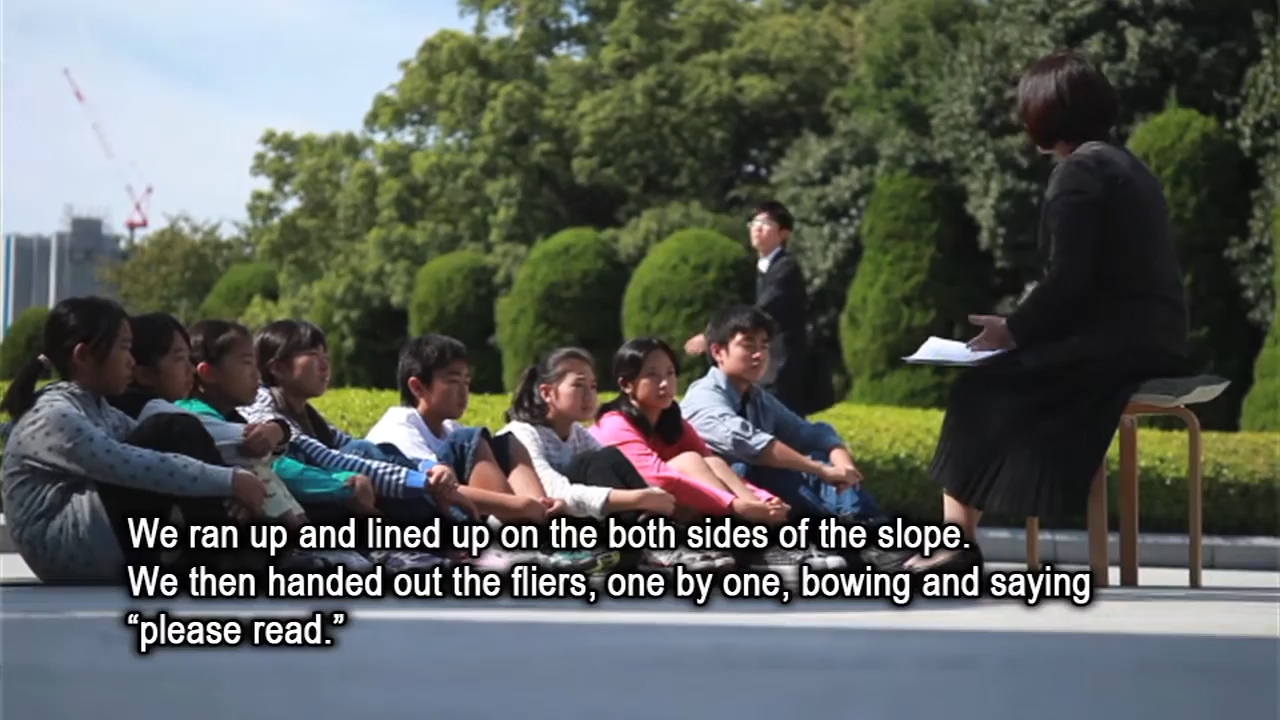 We ran up and lined up on the both sides of the slope.
We then handed out the fliers, one by one, bowing and saying
“please read.”